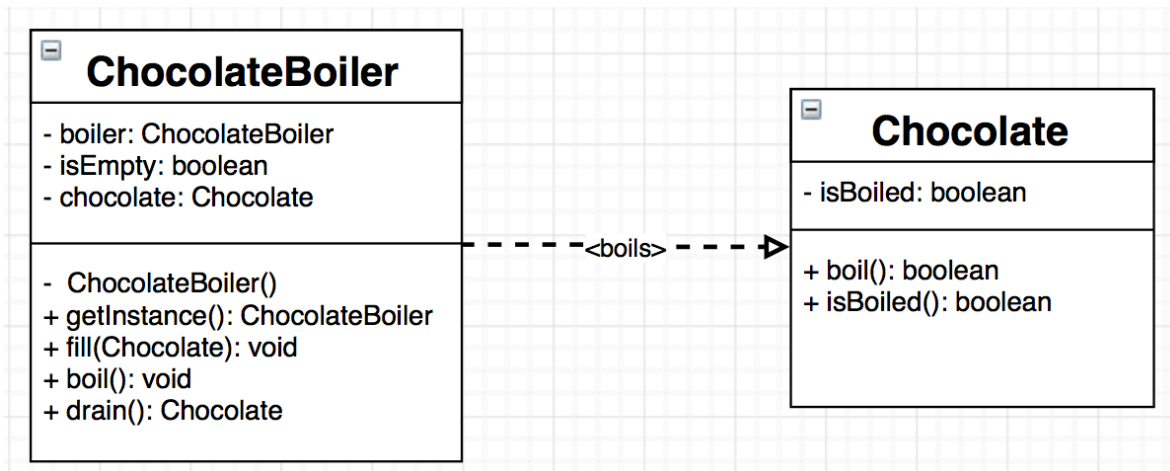 ChocolateBoiler
- boiler: ChocolateBoiler
- isEmpty: boolean
- chocolate: Chocolate
- ChocolateBoiler()
+ getInstance(): ChocolateBoiler
+ fill(Chocolate): void
+ boil(): void
+ drain(): Chocolate
<boils>
Chocolate
- isBoiled: boolean
+ boil(): boolean
+ isBoiled(): boolean